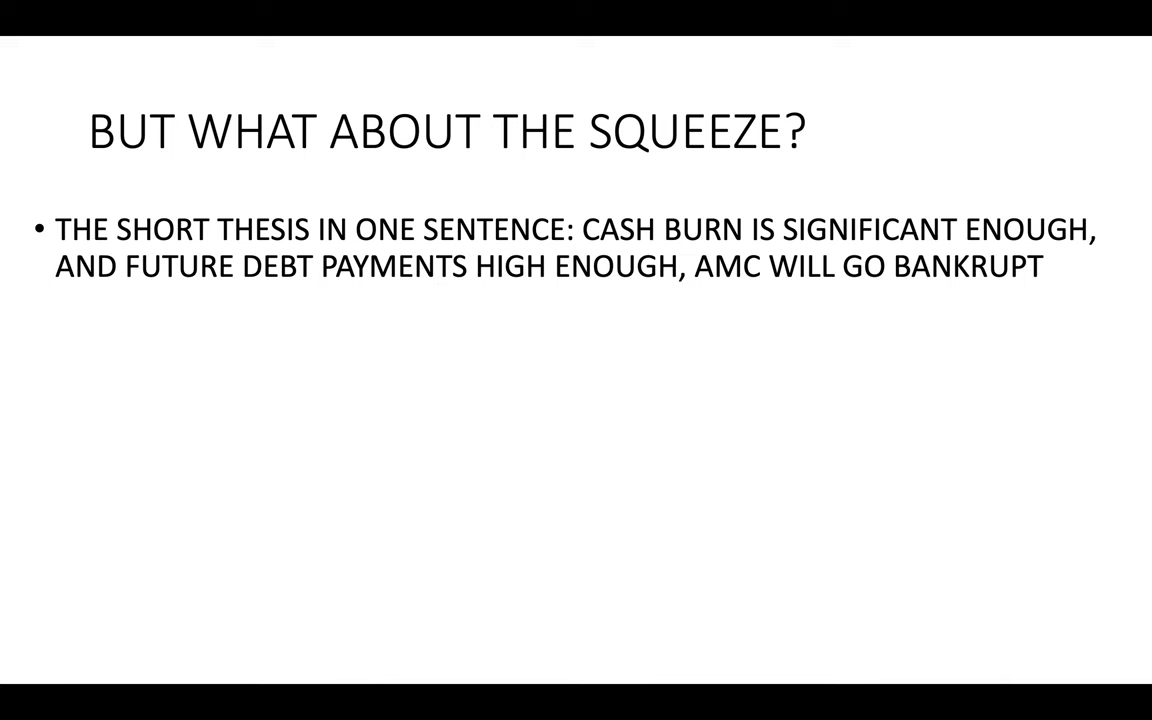 BUT WHAT ABOUT THE SQUEEZE?
• THE SHORT THESIS IN ONE SENTENCE: CASH BURN IS SIGNIFICANT ENOUGH,
AND FUTURE DEBT PAYMENTS HIGH ENOUGH, AMC WILL GO BANKRUPT